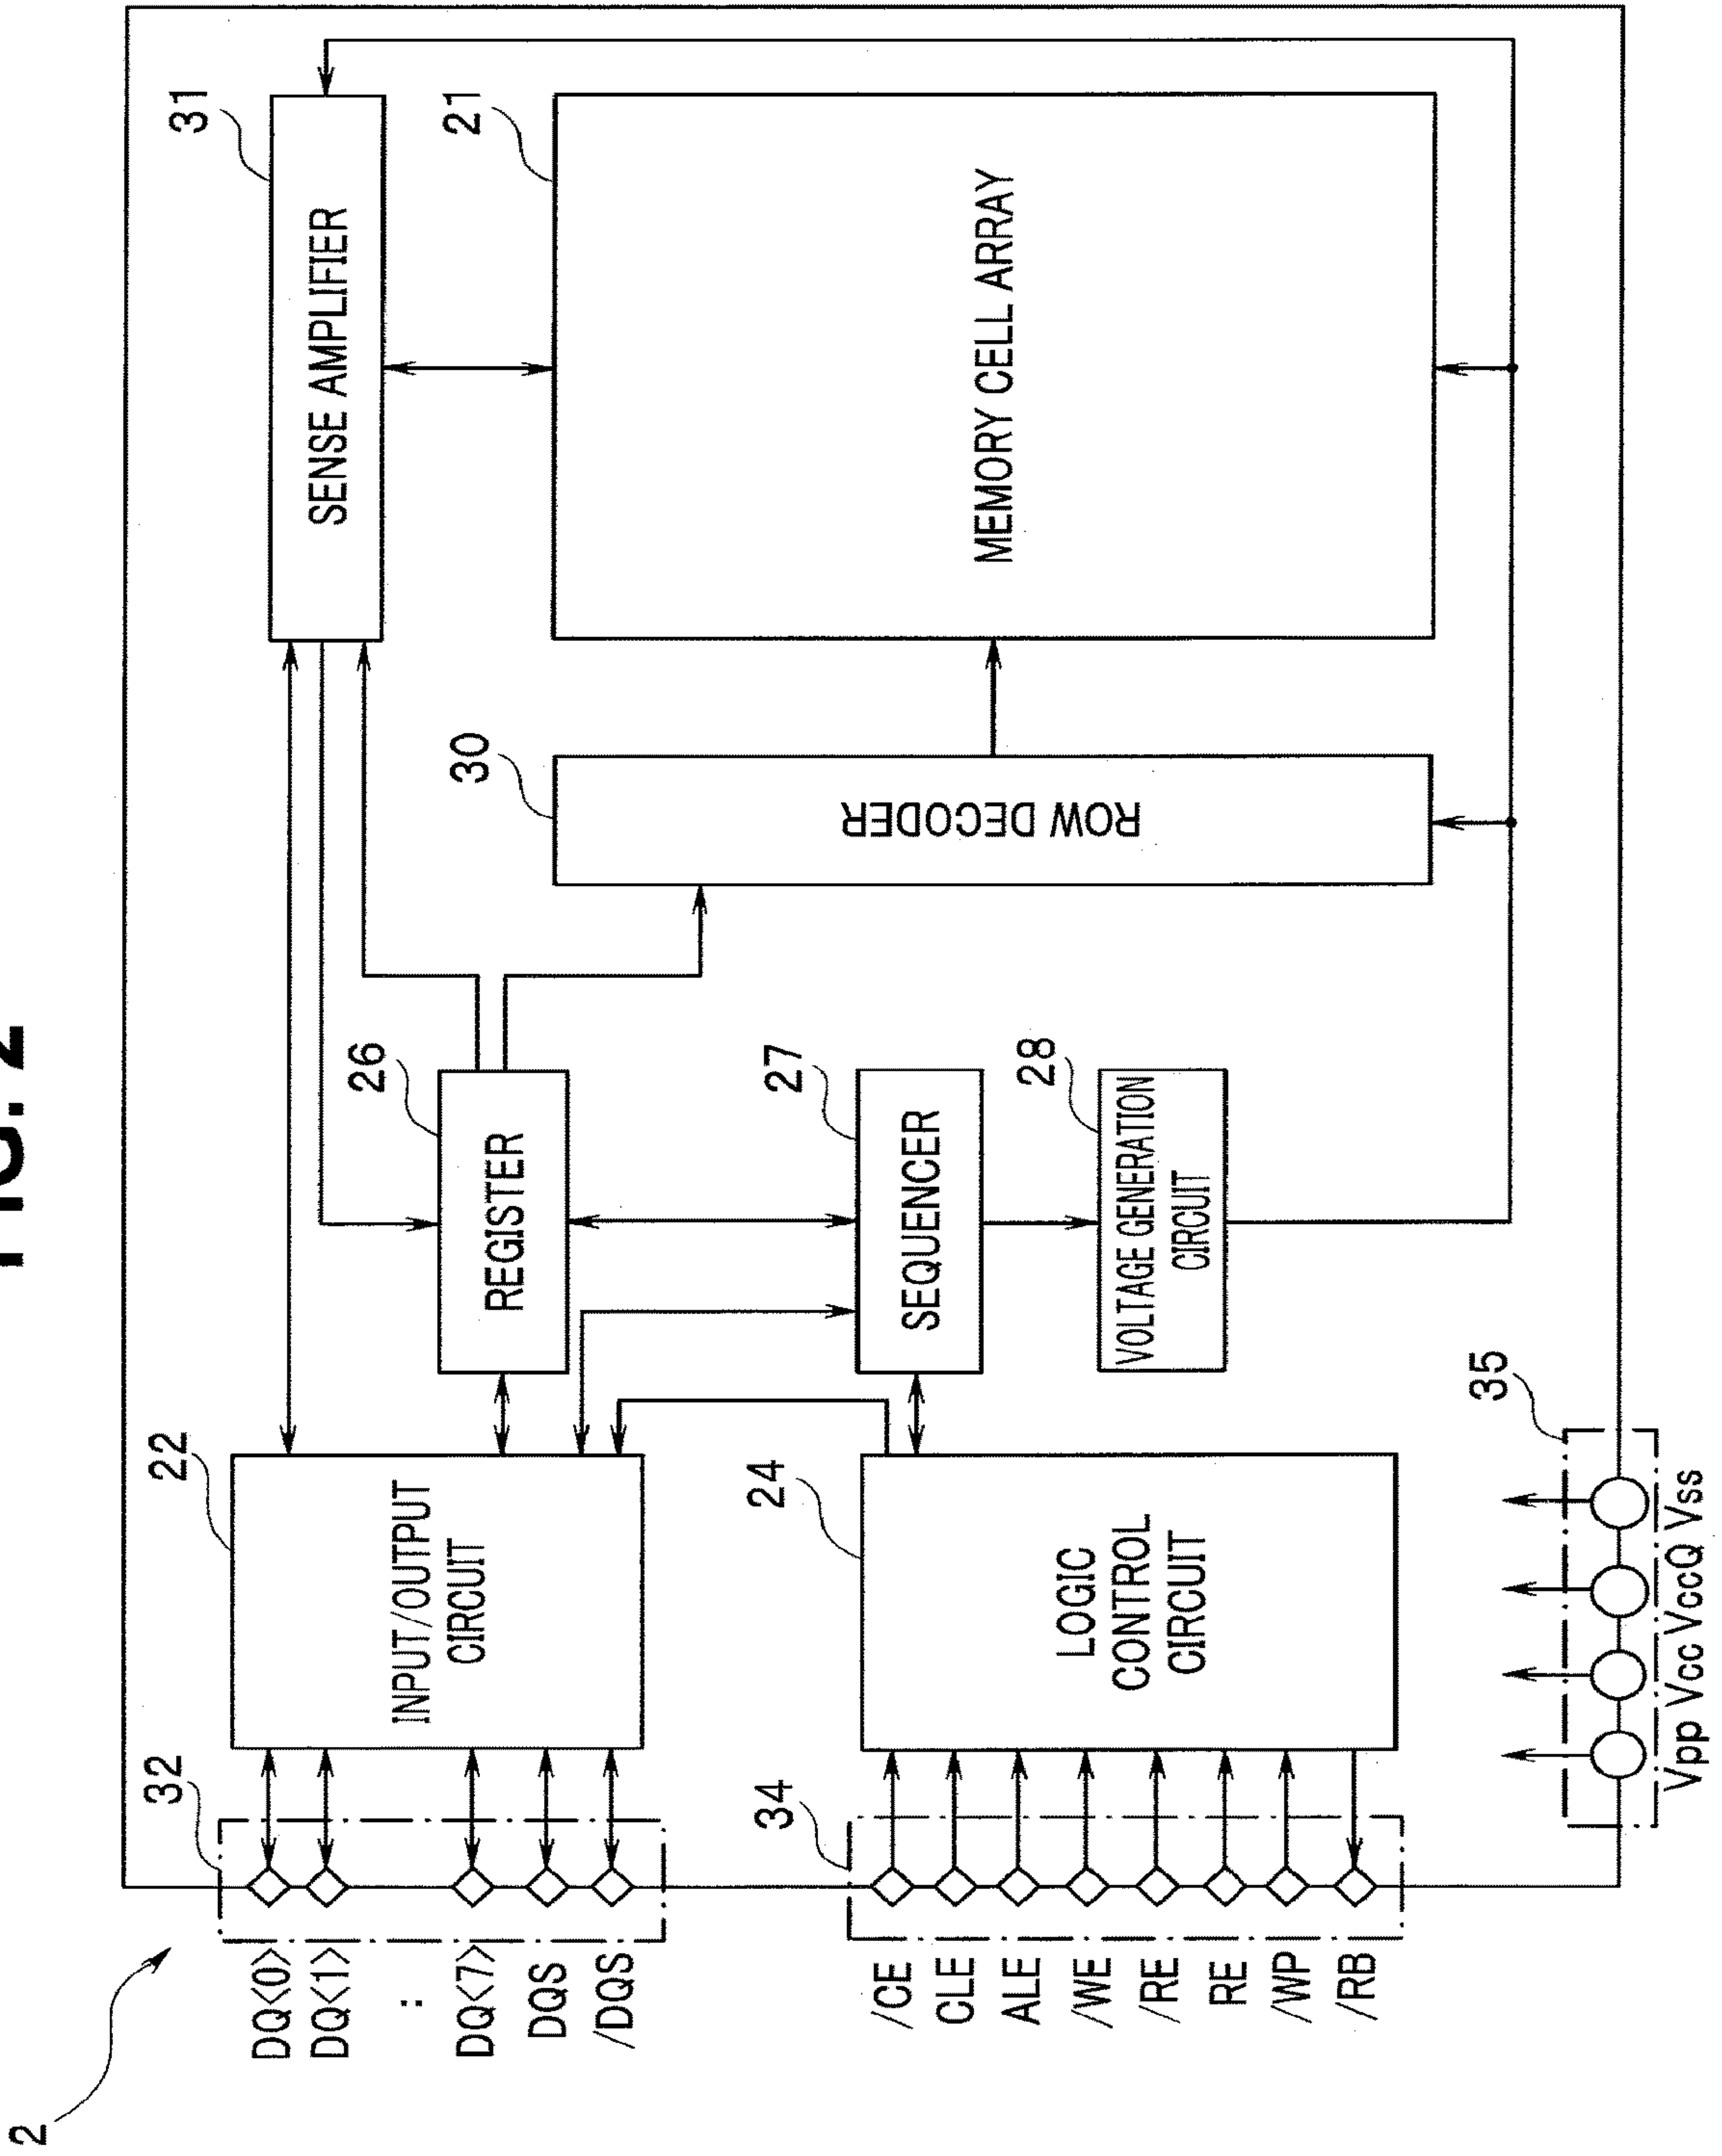 FIG. 2
2
32
DQ<0>
DQ<1>
:
DQ<7>
DQS
/DQS
22
INPUT/OUTPUT
CIRCUIT
34
/CE
CLE
ALE
/WE
/RE
RE
/WP
/RB
24
LOGIC
CONTROL
CIRCUIT
26
REGISTER
27
SEQUENCER
28
VOLTAGE GENERATION
CIRCUIT
30
ROW DECODER
31
SENSE AMPLIFIER
21
MEMORY CELL ARRAY
35
Vpp Vcc VccQ Vss